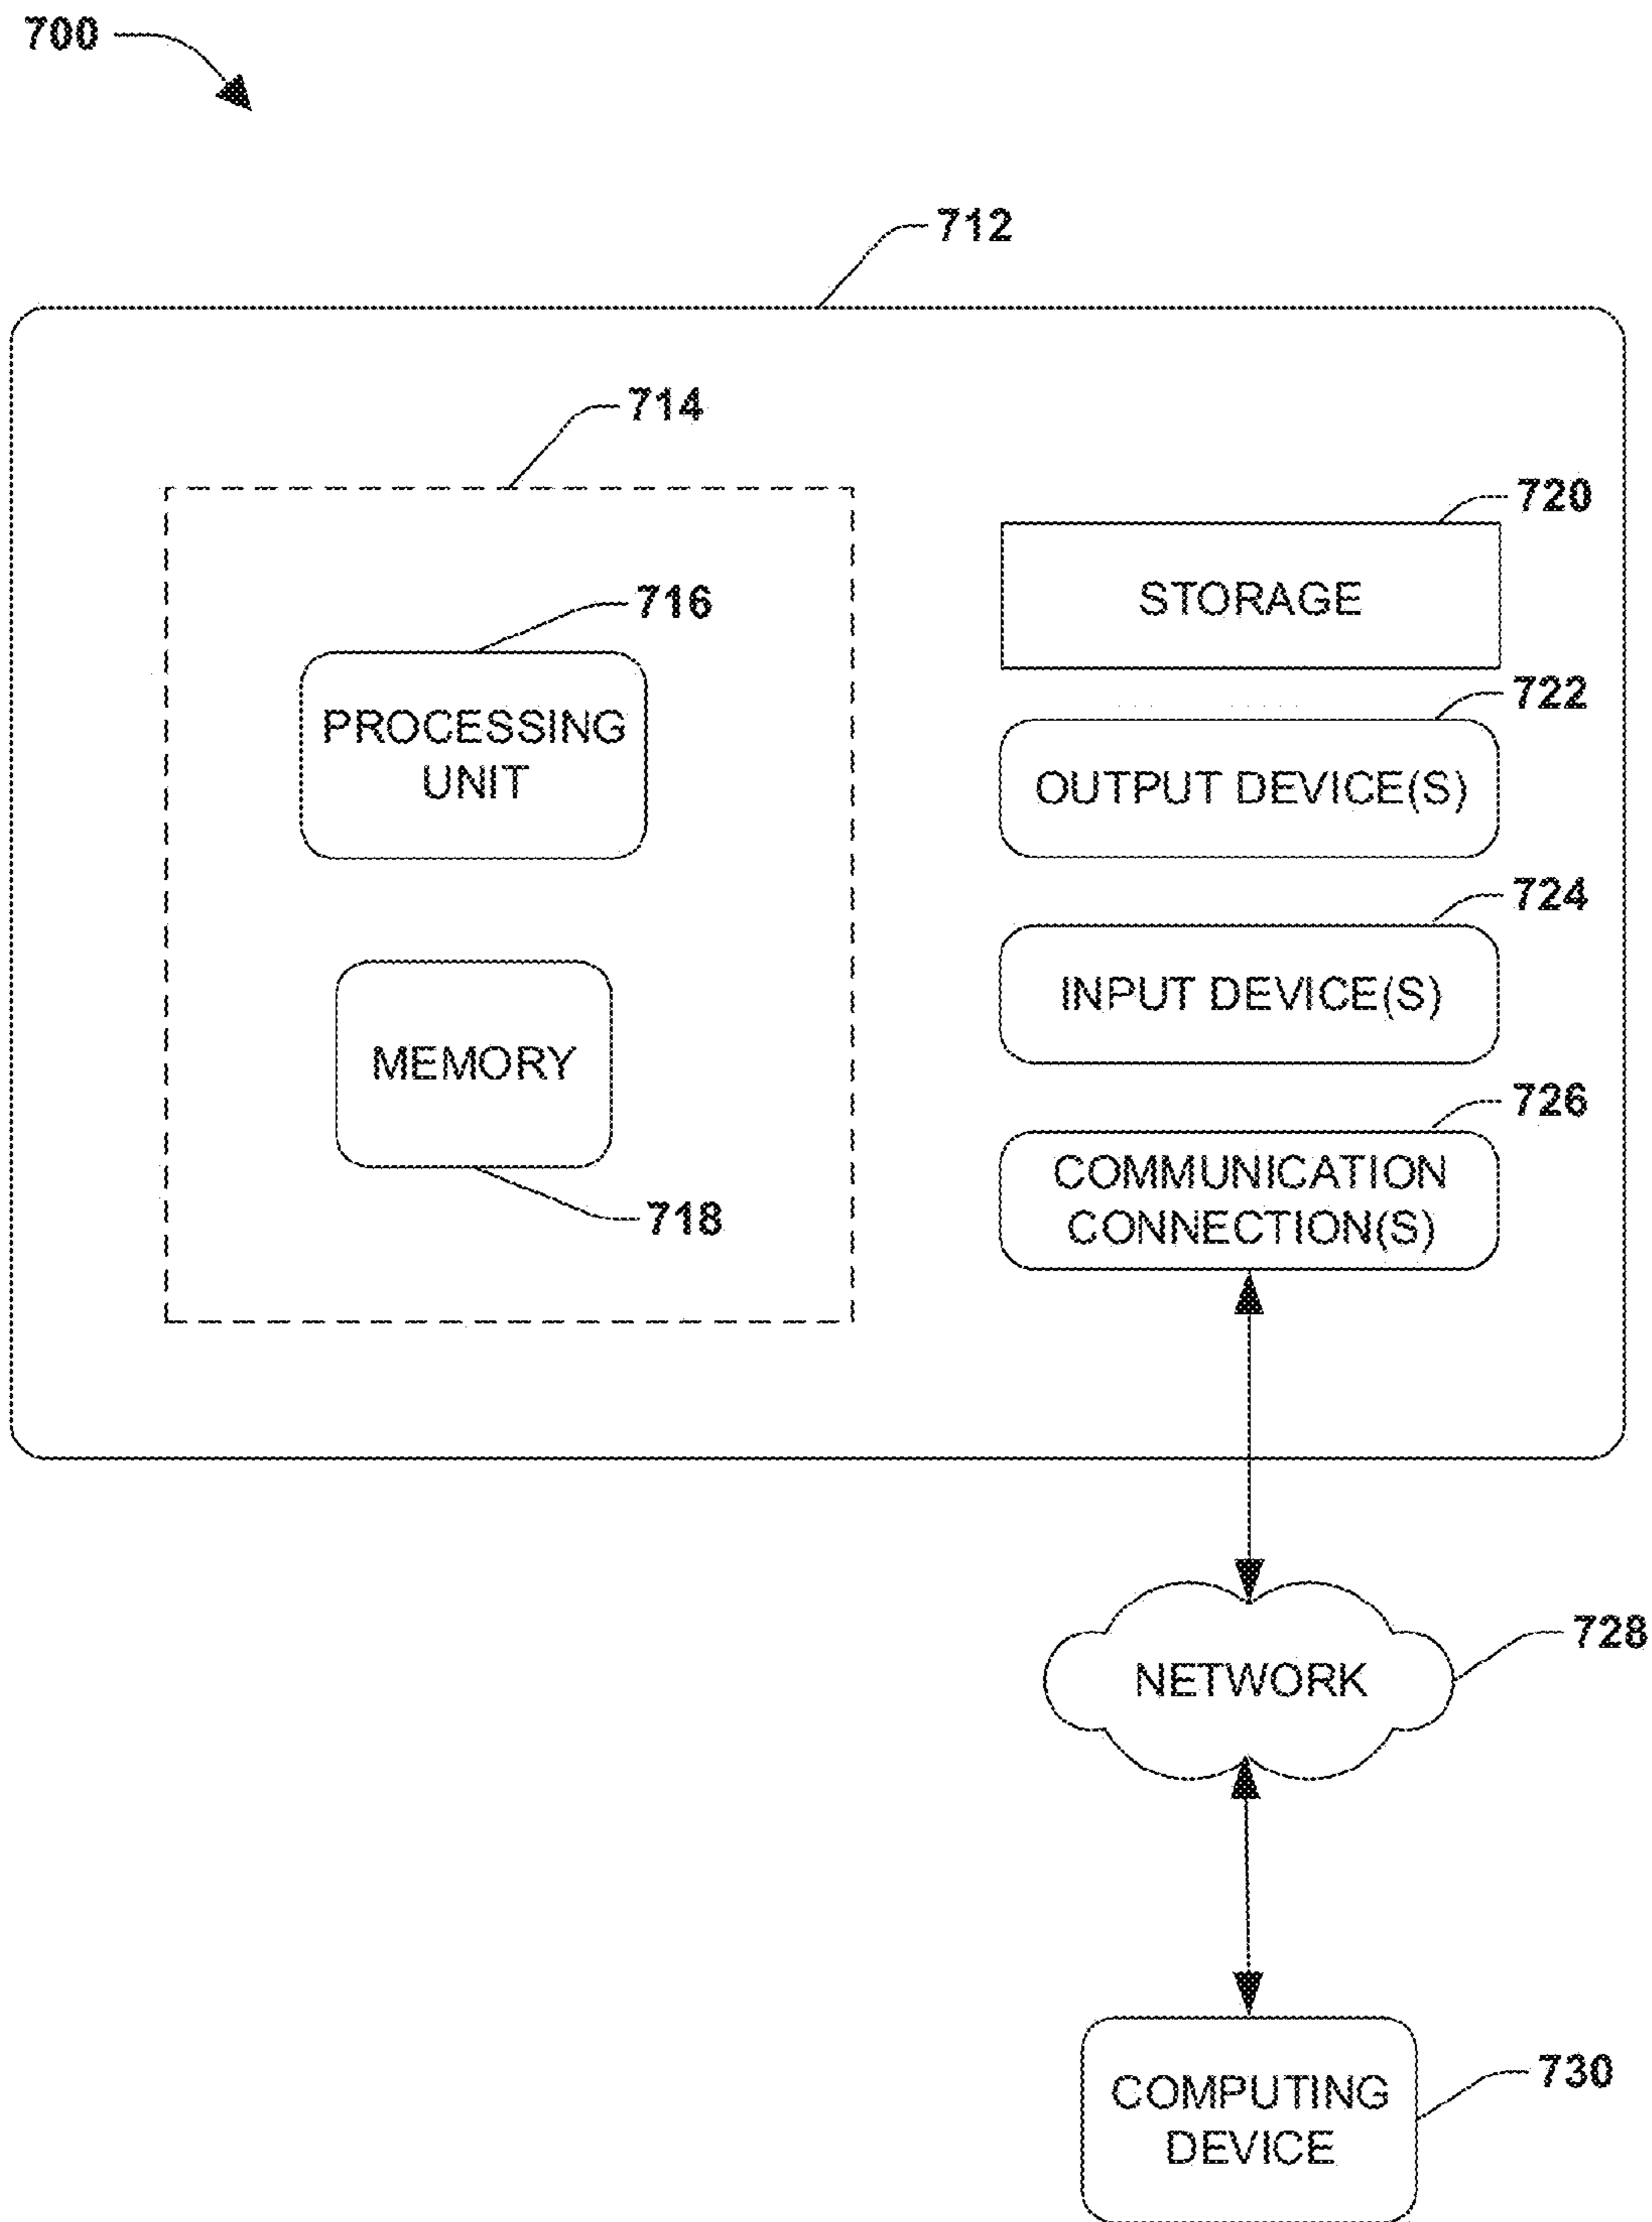 700
712
714
720
STORAGE
716
722
PROCESSING
UNIT
OUTPUT DEVICE(S)
724
INPUT DEVICE(S)
MEMORY
726
COMMUNICATION
CONNECTION(S)
718
728
NETWORK
730
COMPUTING
DEVICE